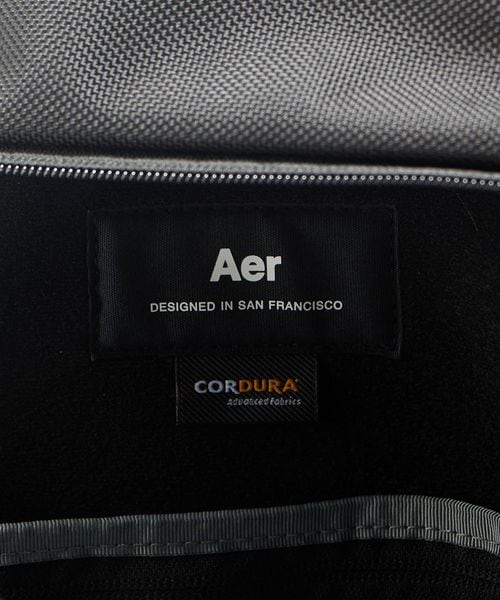 Aer
DESIGNED IN SAN FRANCISCO
CORDURA®
Advanced Fabrics